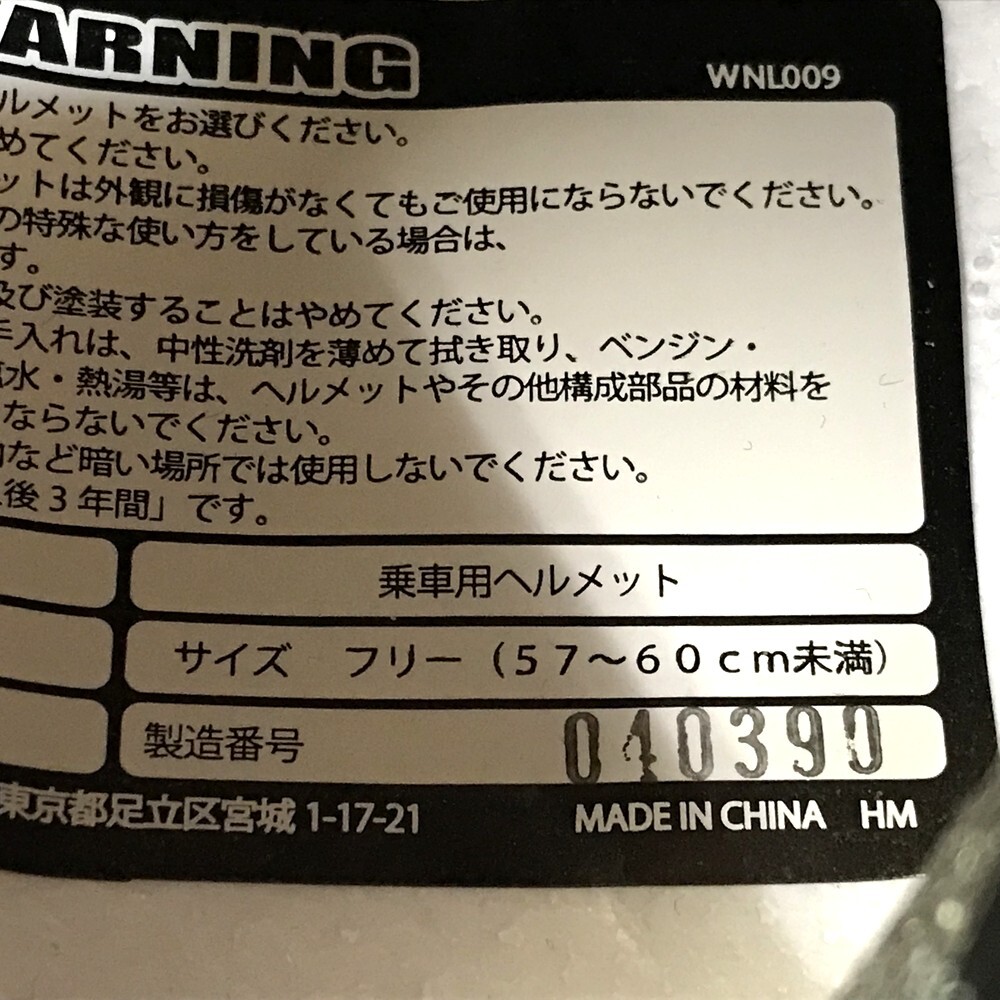 ARNING
WNL009
ルメットをお選びください。
めてください。
ットは外観に損傷がなくてもご使用にならないでください。
の特殊な使い方をしている場合は、
す。
及び塗装することはやめてください。
手入れは、中性洗剤を薄めて拭き取り、ベンジン・
水・熱湯等は、ヘルメットやその他構成部品の材料を
ならないでください。
など暗い場所では使用しないでください。
後3年間」です。
乗車用ヘルメット
サイズ フリー（57～60cm未満）
製造番号 040390
東京都足立区宮城 1-17-21 MADE IN CHINA HM